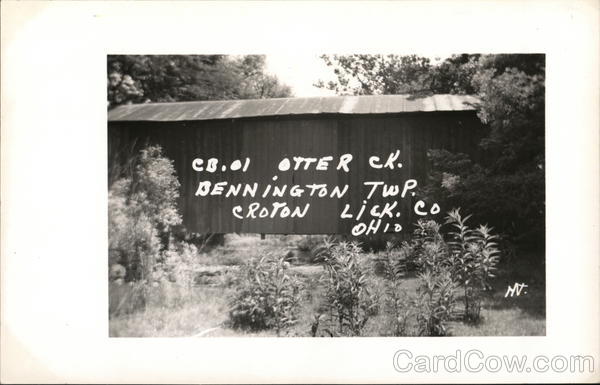 CB.01 OTTER CK.
BENNINGTON TWP.
CROTON LICK. CO
OHIO
NV.
CardCow.com